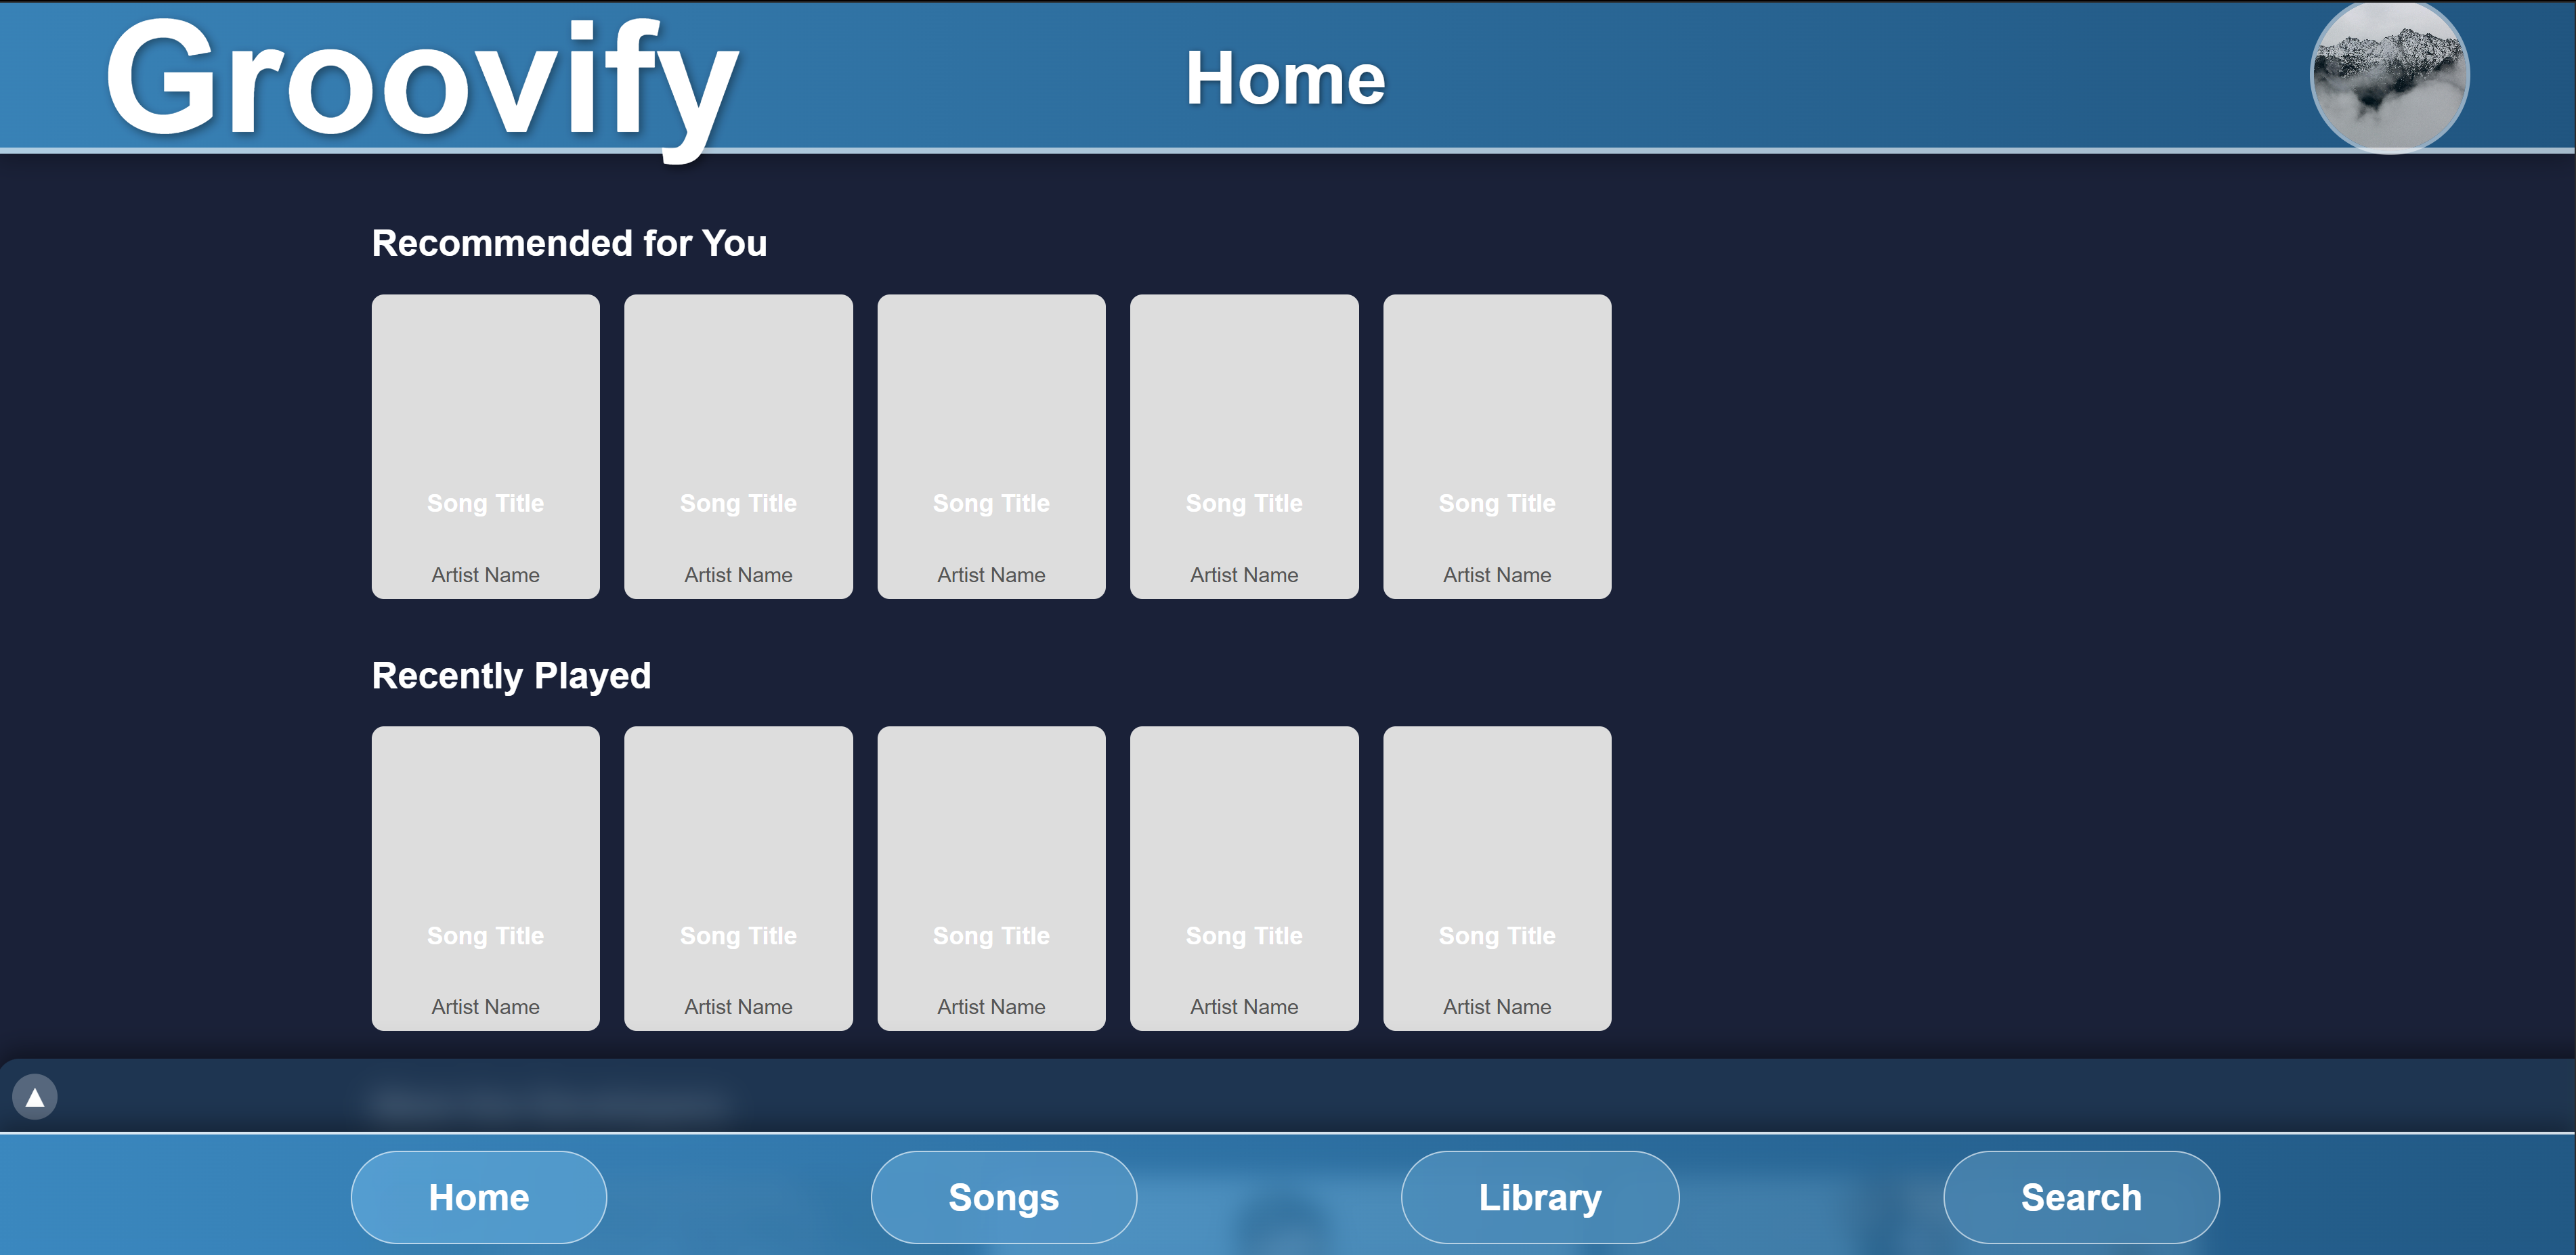 Groovify
Home
Recommended for You
Song Title Song Title Song Title Song Title Song Title
Artist Name Artist Name Artist Name Artist Name Artist Name
Recently Played
Song Title Song Title Song Title Song Title Song Title
Artist Name Artist Name Artist Name Artist Name Artist Name
Home Songs Library Search